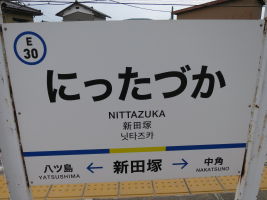 E
30
にったづか
NITTAZUKA
新田塚
닛타즈카
八ツ島 ← 新田塚 → 中角
YATSUSHIMA NAKATSUNO